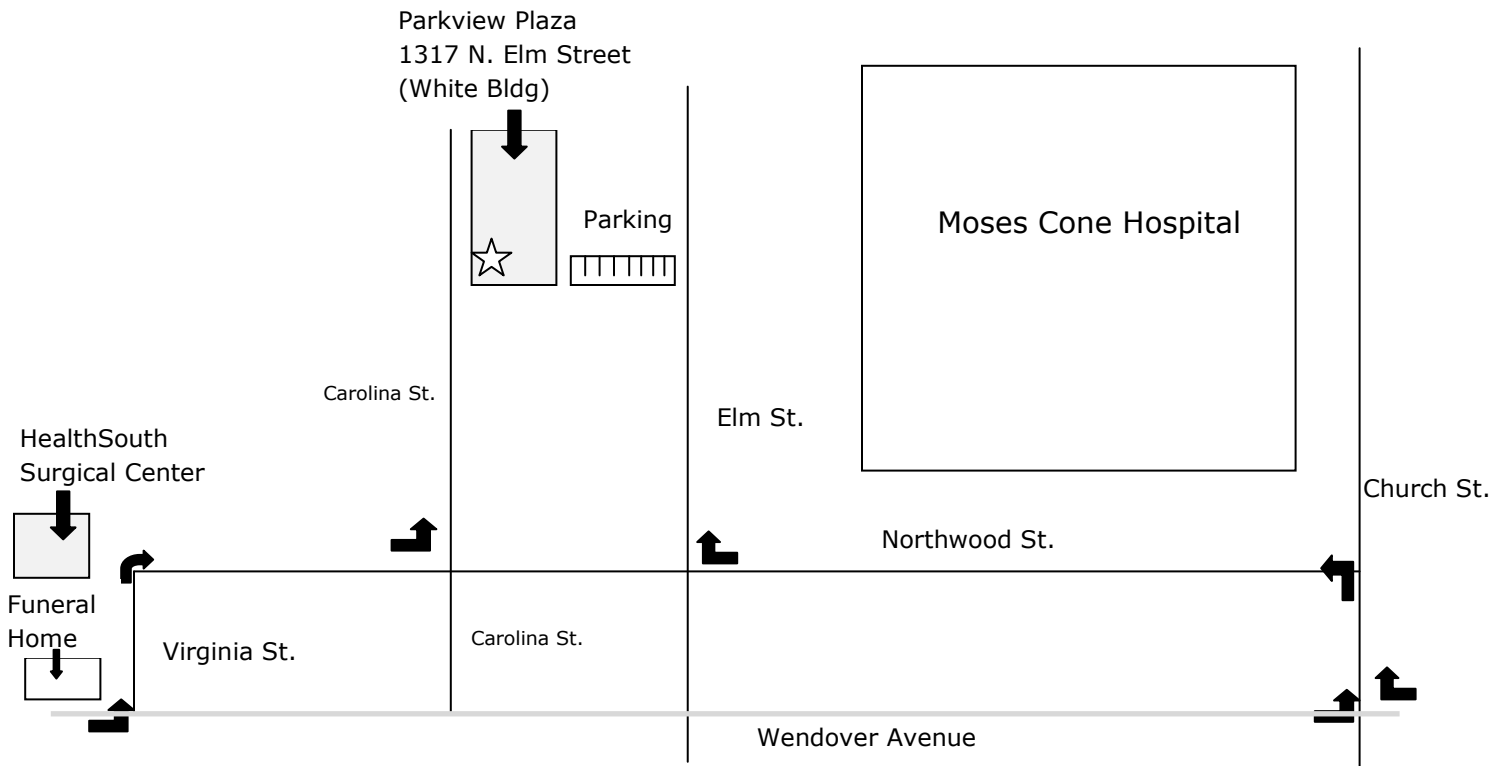 Parkview Plaza
1317 N. Elm Street
(White Bldg)
Parking
Moses Cone Hospital
Carolina St.
Elm St.
HealthSouth
Surgical Center
Church St.
Northwood St.
Funeral
Home
Virginia St.
Carolina St.
Wendover Avenue